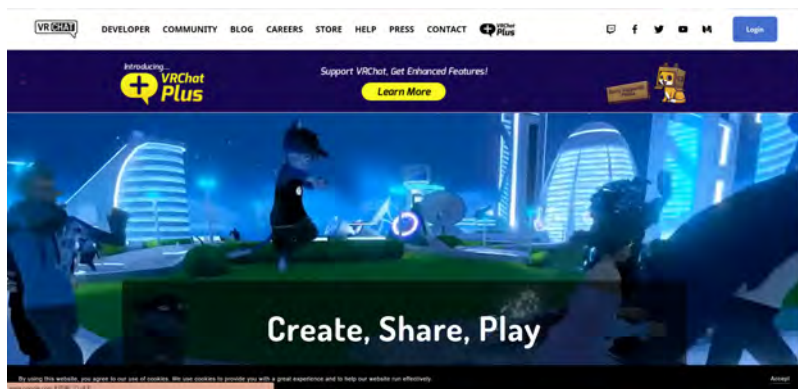 VRCHAT DEVELOPER COMMUNITY BLOG CAREERS STORE HELP PRESS CONTACT VRChat Plus Login
Introducing...
VRChat Plus
Support VRChat, Get Enhanced Features!
Learn More
Create, Share, Play
By using this website, you agree to our use of cookies. We use cookies to provide you with a great experience and to help our website run effectively.
Accept